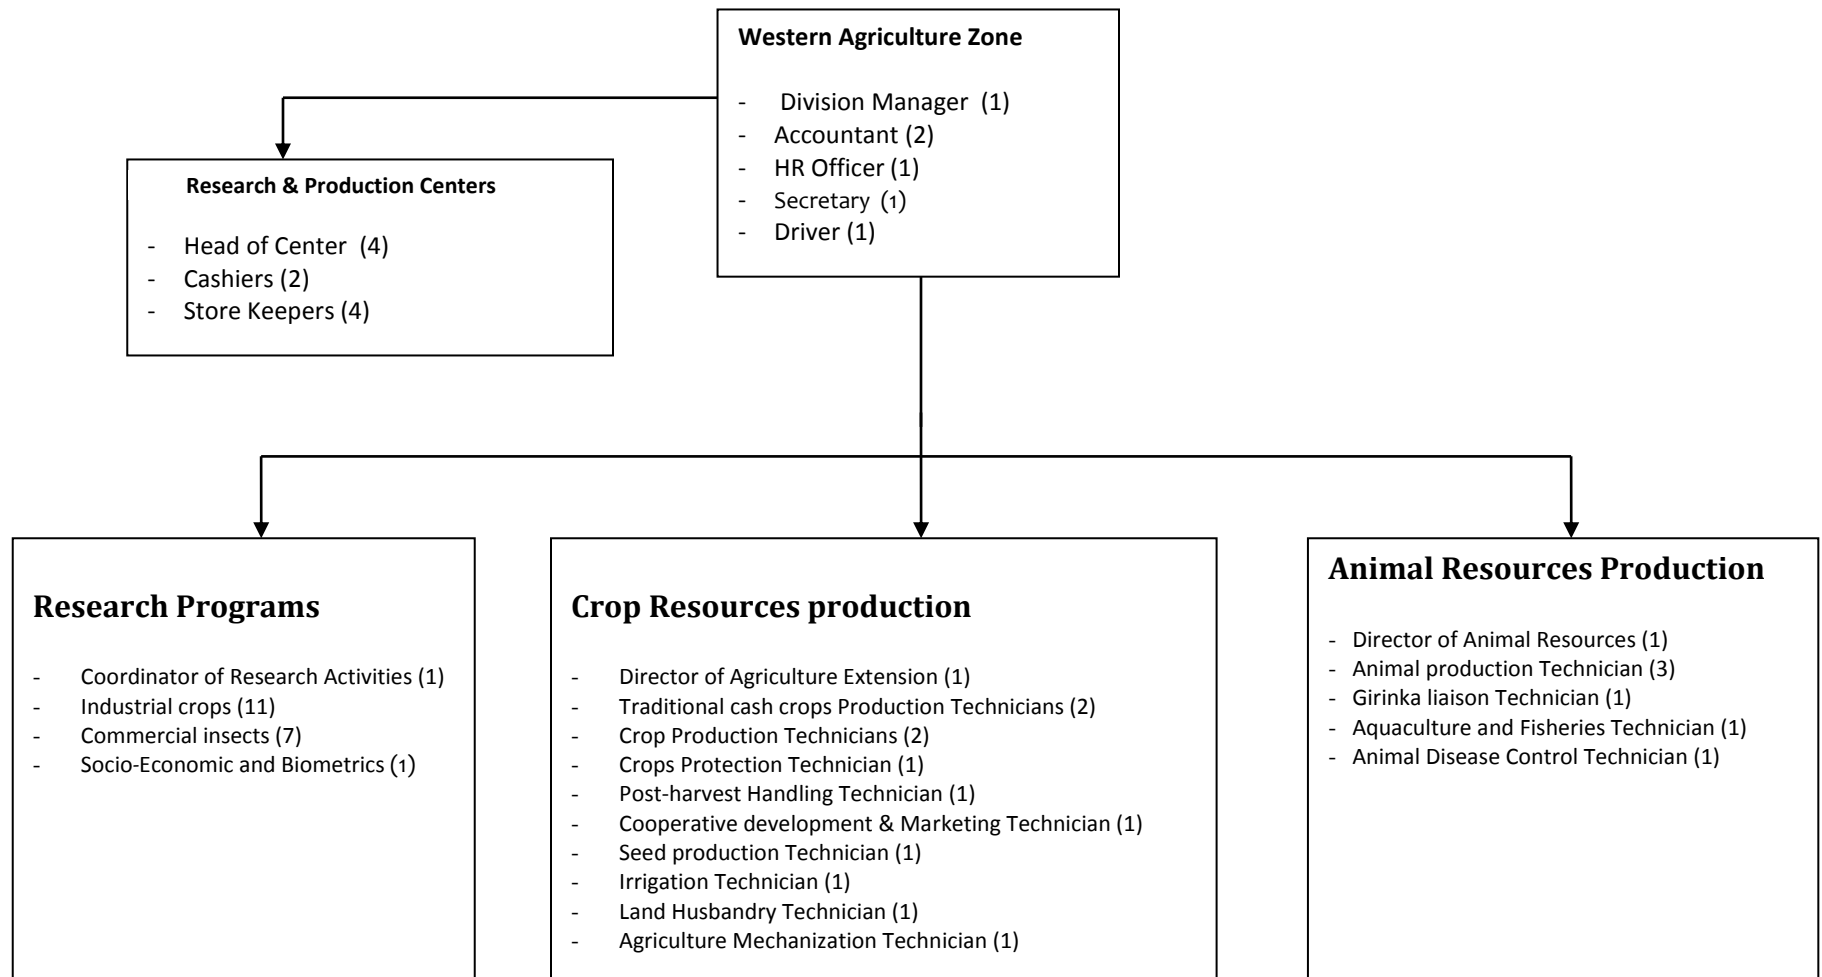 Western Agriculture Zone
- Division Manager (1)
- Accountant (2)
- HR Officer (1)
- Secretary (1)
- Driver (1)
Research & Production Centers
- Head of Center (4)
- Cashiers (2)
- Store Keepers (4)
Research Programs
- Coordinator of Research Activities (1)
- Industrial crops (11)
- Commercial insects (7)
- Socio-Economic and Biometrics (1)
Crop Resources production
- Director of Agriculture Extension (1)
- Traditional cash crops Production Technicians (2)
- Crop Production Technicians (2)
- Crops Protection Technician (1)
- Post-harvest Handling Technician (1)
- Cooperative development & Marketing Technician (1)
- Seed production Technician (1)
- Irrigation Technician (1)
- Land Husbandry Technician (1)
- Agriculture Mechanization Technician (1)
Animal Resources Production
- Director of Animal Resources (1)
- Animal production Technician (3)
- Girinka liaison Technician (1)
- Aquaculture and Fisheries Technician (1)
- Animal Disease Control Technician (1)